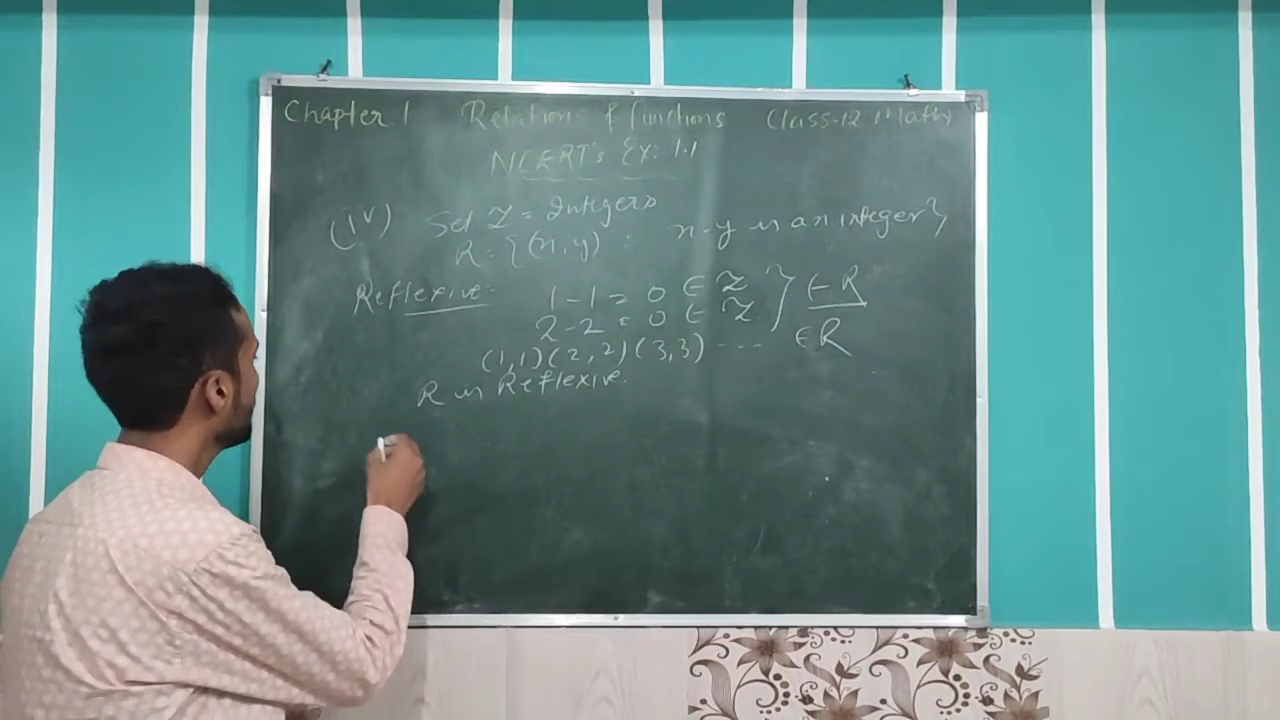 Chapter.1 Relations & functions Class-12 Maths
NCERT's Ex: 1.1
(iv) Set Z = Integers
R = {(x,y) : x-y is an integer}
Reflexive:- 1-1 = 0 ∈ Z } ∈ R
2-2 = 0 ∈ Z
(1,1) (2,2) (3,3) ---- ∈ R
R is Reflexive.